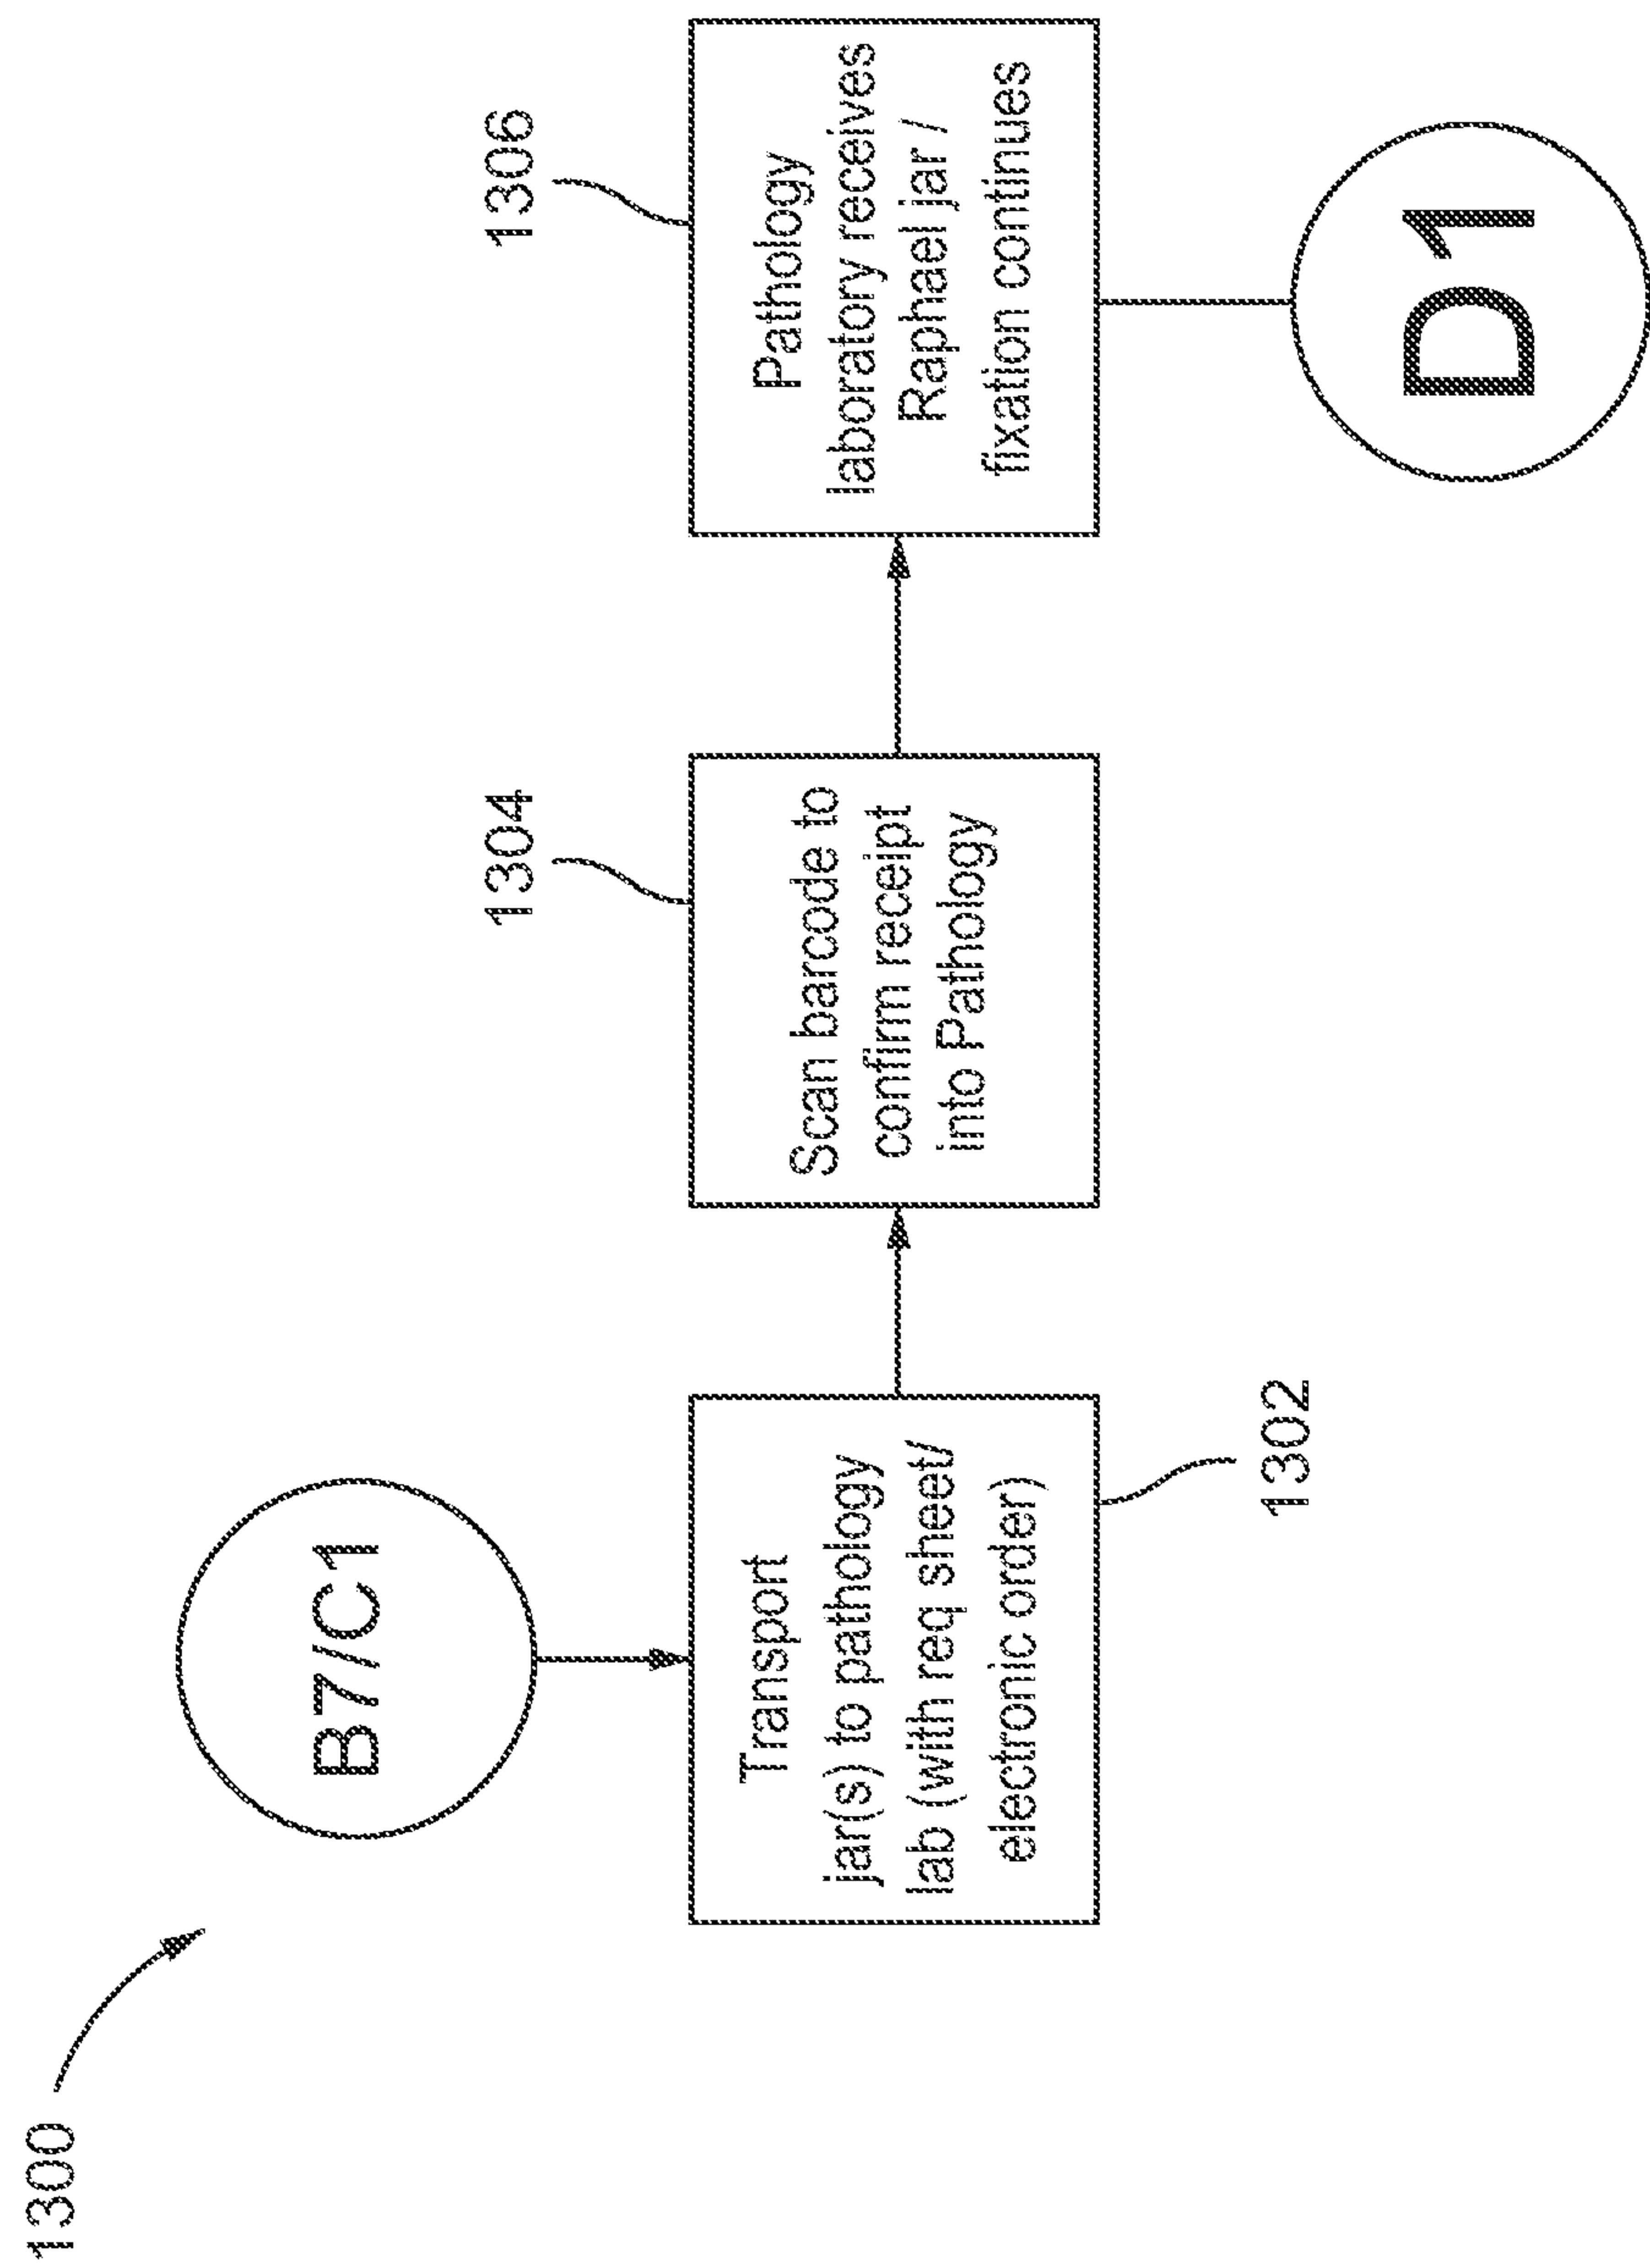 1300
B7/C1
Transport
jar(s) to pathology
lab (with req sheet/
electronic order)
1302
1304
Scan barcode to
confirm receipt
into Pathology
1306
Pathology
laboratory receives
Raphael jar /
fixation continues
D1